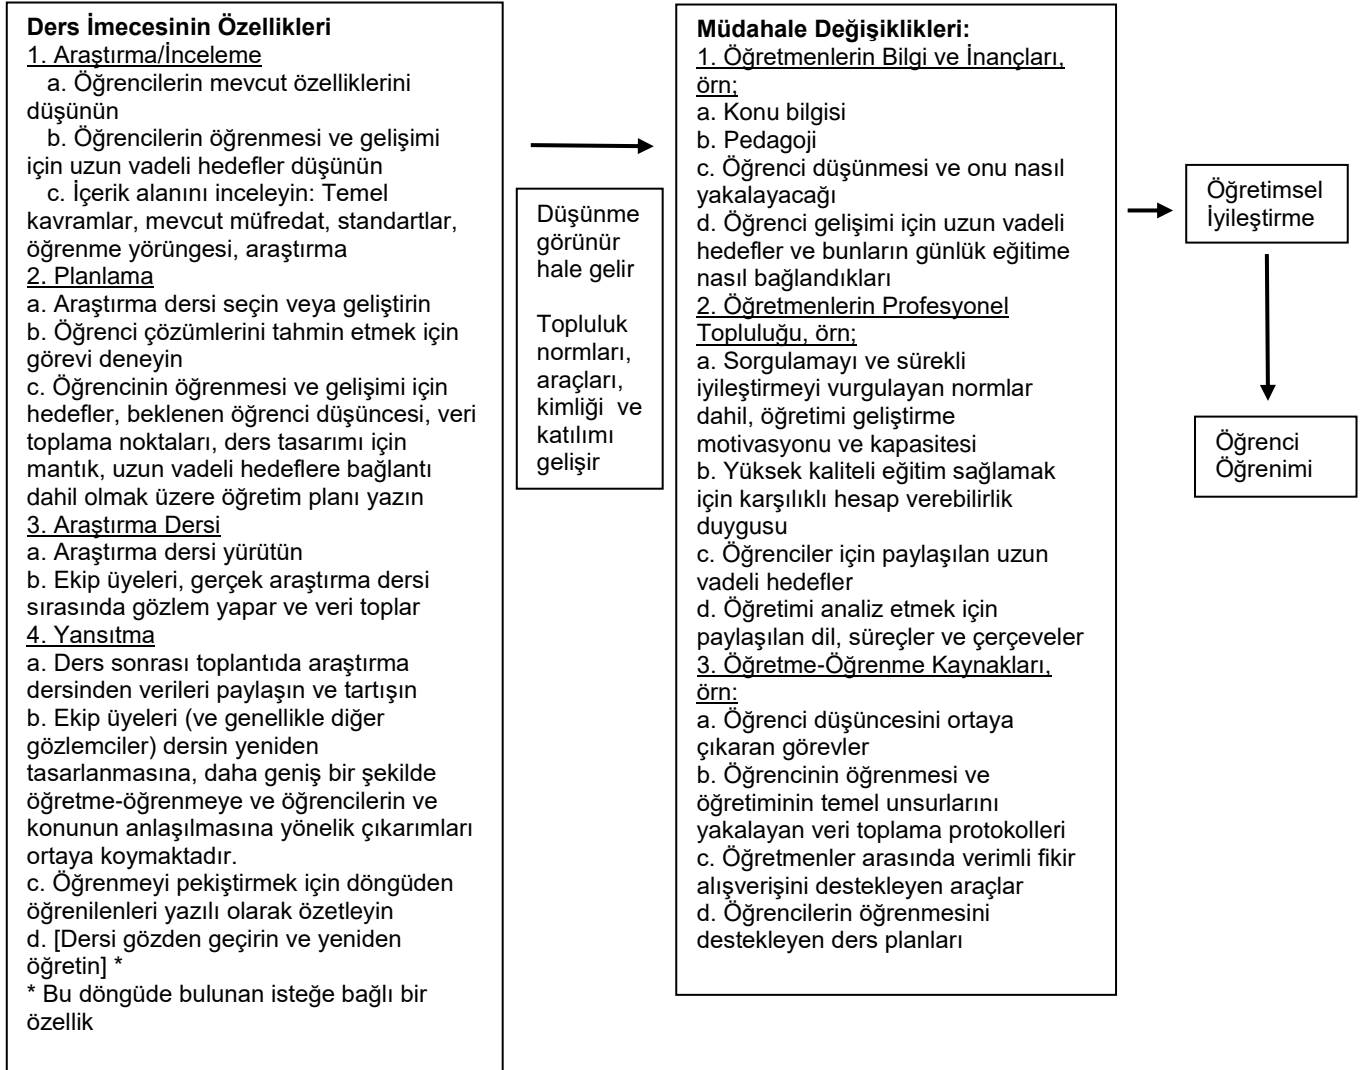 Ders İmecesinin Özellikleri
1. Araştırma/İnceleme
a. Öğrencilerin mevcut özelliklerini
düşünün
b. Öğrencilerin öğrenmesi ve gelişimi
için uzun vadeli hedefler düşünün
c. İçerik alanını inceleyin: Temel
kavramlar, mevcut müfredat, standartlar,
öğrenme yörüngesi, araştırma
2. Planlama
a. Araştırma dersi seçin veya geliştirin
b. Öğrenci çözümlerini tahmin etmek için
görevi deneyin
c. Öğrencinin öğrenmesi ve gelişimi için
hedefler, beklenen öğrenci düşüncesi, veri
toplama noktaları, ders tasarımı için
mantık, uzun vadeli hedeflere bağlantı
dahil olmak üzere öğretim planı yazın
3. Araştırma Dersi
a. Araştırma dersi yürütün
b. Ekip üyeleri, gerçek araştırma dersi
sırasında gözlem yapar ve veri toplar
4. Yansıtma
a. Ders sonrası toplantıda araştırma
dersinden verileri paylaşın ve tartışın
b. Ekip üyeleri (ve genellikle diğer
gözlemciler) dersin yeniden
tasarlanmasına, daha geniş bir şekilde
öğretme-öğrenmeye ve öğrencilerin ve
konunun anlaşılmasına yönelik çıkarımları
ortaya koymaktadır.
c. Öğrenmeyi pekiştirmek için döngüden
öğrenilenleri yazılı olarak özetleyin
d. [Dersi gözden geçirin ve yeniden
öğretin] *
* Bu döngüde bulunan isteğe bağlı bir
özellik
Düşünme
görünür
hale gelir
Topluluk
normları,
araçları,
kimliği ve
katılımı
gelişir
Müdahale Değişiklikleri:
1. Öğretmenlerin Bilgi ve İnançları,
örn;
a. Konu bilgisi
b. Pedagoji
c. Öğrenci düşünmesi ve onu nasıl
yakalayacağı
d. Öğrenci gelişimi için uzun vadeli
hedefler ve bunların günlük eğitime
nasıl bağlandıkları
2. Öğretmenlerin Profesyonel
Topluluğu, örn;
a. Sorgulamayı ve sürekli
iyileştirmeyi vurgulayan normlar
dahil, öğretimi geliştirme
motivasyonu ve kapasitesi
b. Yüksek kaliteli eğitim sağlamak
için karşılıklı hesap verebilirlik
duygusu
c. Öğrenciler için paylaşılan uzun
vadeli hedefler
d. Öğretimi analiz etmek için
paylaşılan dil, süreçler ve çerçeveler
3. Öğretme-Öğrenme Kaynakları,
örn:
a. Öğrenci düşüncesini ortaya
çıkaran görevler
b. Öğrencinin öğrenmesi ve
öğretiminin temel unsurlarını
yakalayan veri toplama protokolleri
c. Öğretmenler arasında verimli fikir
alışverişini destekleyen araçlar
d. Öğrencilerin öğrenmesini
destekleyen ders planları
Öğretimsel
İyileştirme
Öğrenci
Öğrenimi